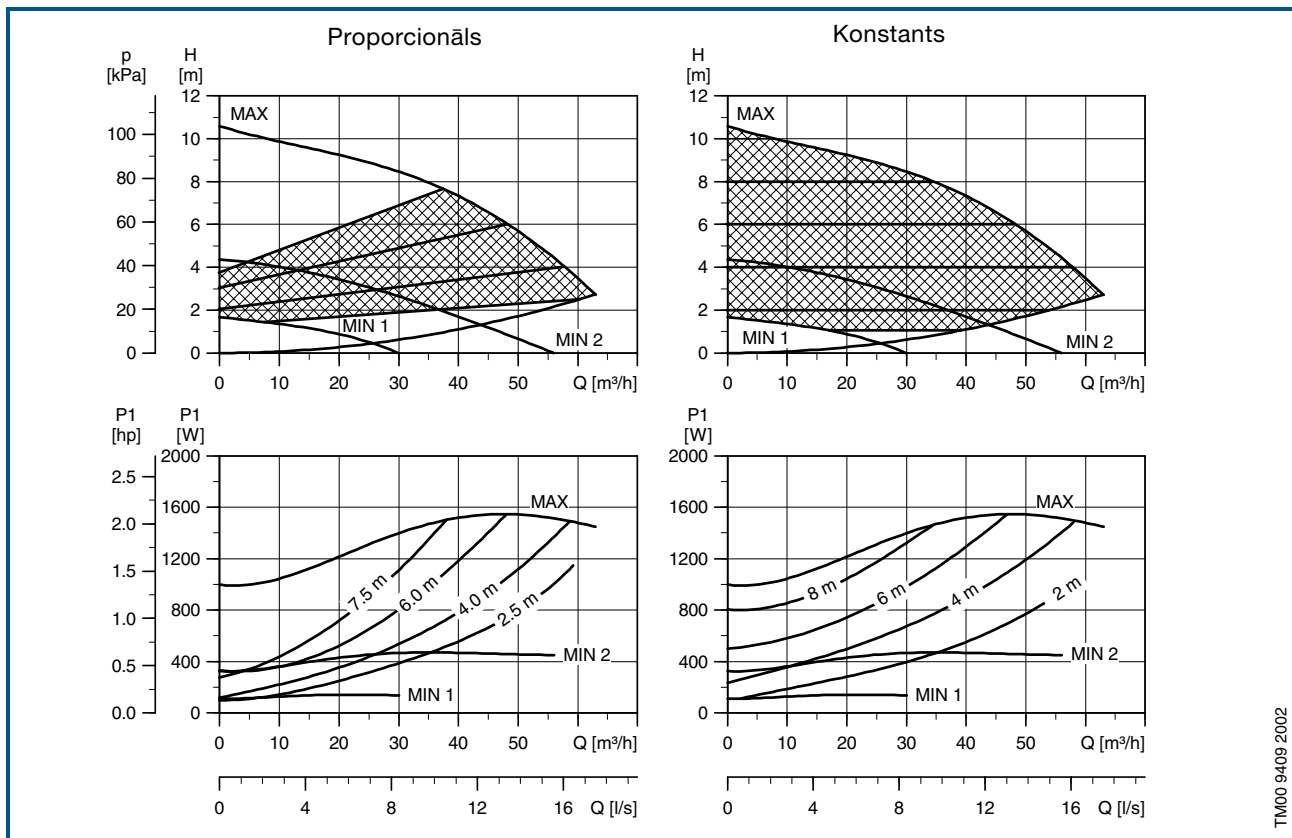 Proporcionāls
Konstants
p
[kPa]
H
[m]
H
[m]
12
10
8
6
4
2
0
100
80
60
40
20
0
MAX
MIN 1
MIN 2
0 10 20 30 40 50 Q [m³/h]
12
10
8
6
4
2
0
MAX
MIN 1
MIN 2
0 10 20 30 40 50 Q [m³/h]
P1
[hp]
P1
[W]
P1
[W]
2.5
2.0
1.5
1.0
0.5
0.0
2000
1600
1200
800
400
0
MAX
7.5 m
6.0 m
4.0 m
2.5 m
MIN 2
MIN 1
0 10 20 30 40 50 Q [m³/h]
0 4 8 12 16 Q [l/s]
2000
1600
1200
800
400
0
MAX
8 m
6 m
4 m
2 m
MIN 2
MIN 1
0 10 20 30 40 50 Q [m³/h]
0 4 8 12 16 Q [l/s]
TM00 9409 2002